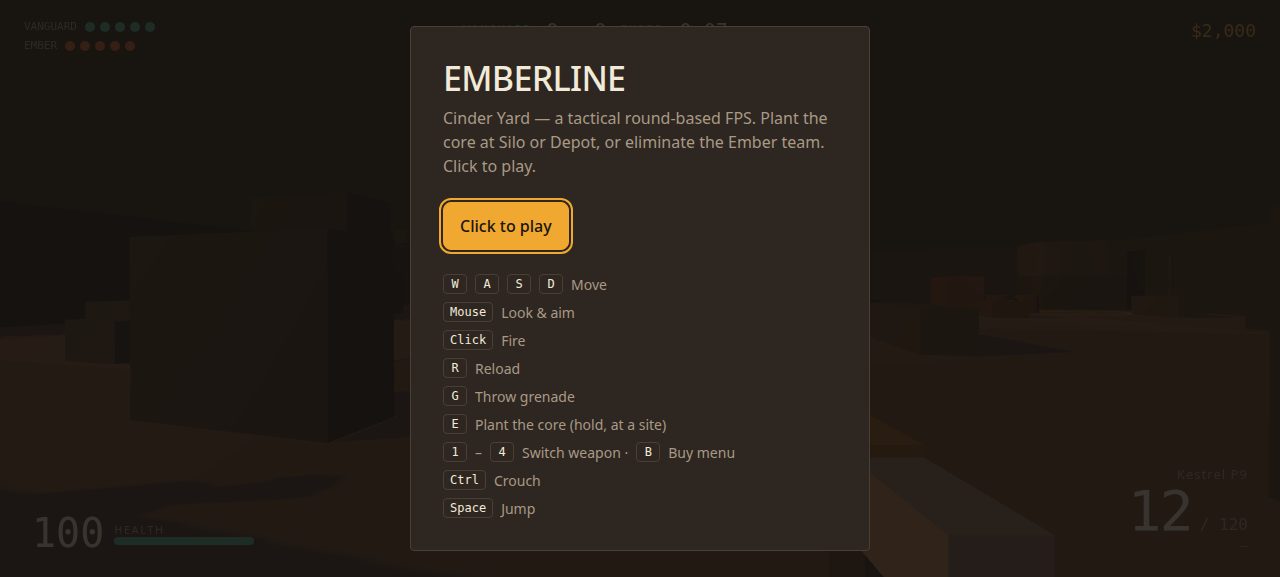 VANGUARD
EMBER
$2,000
EMBERLINE
Cinder Yard — a tactical round-based FPS. Plant the
core at Silo or Depot, or eliminate the Ember team.
Click to play.
Click to play
W A S D Move
Mouse Look & aim
Click Fire
R Reload
G Throw grenade
E Plant the core (hold, at a site)
1 – 4 Switch weapon · B Buy menu
Ctrl Crouch
Space Jump
100 HEALTH
Kestrel P9
12 / 120
—